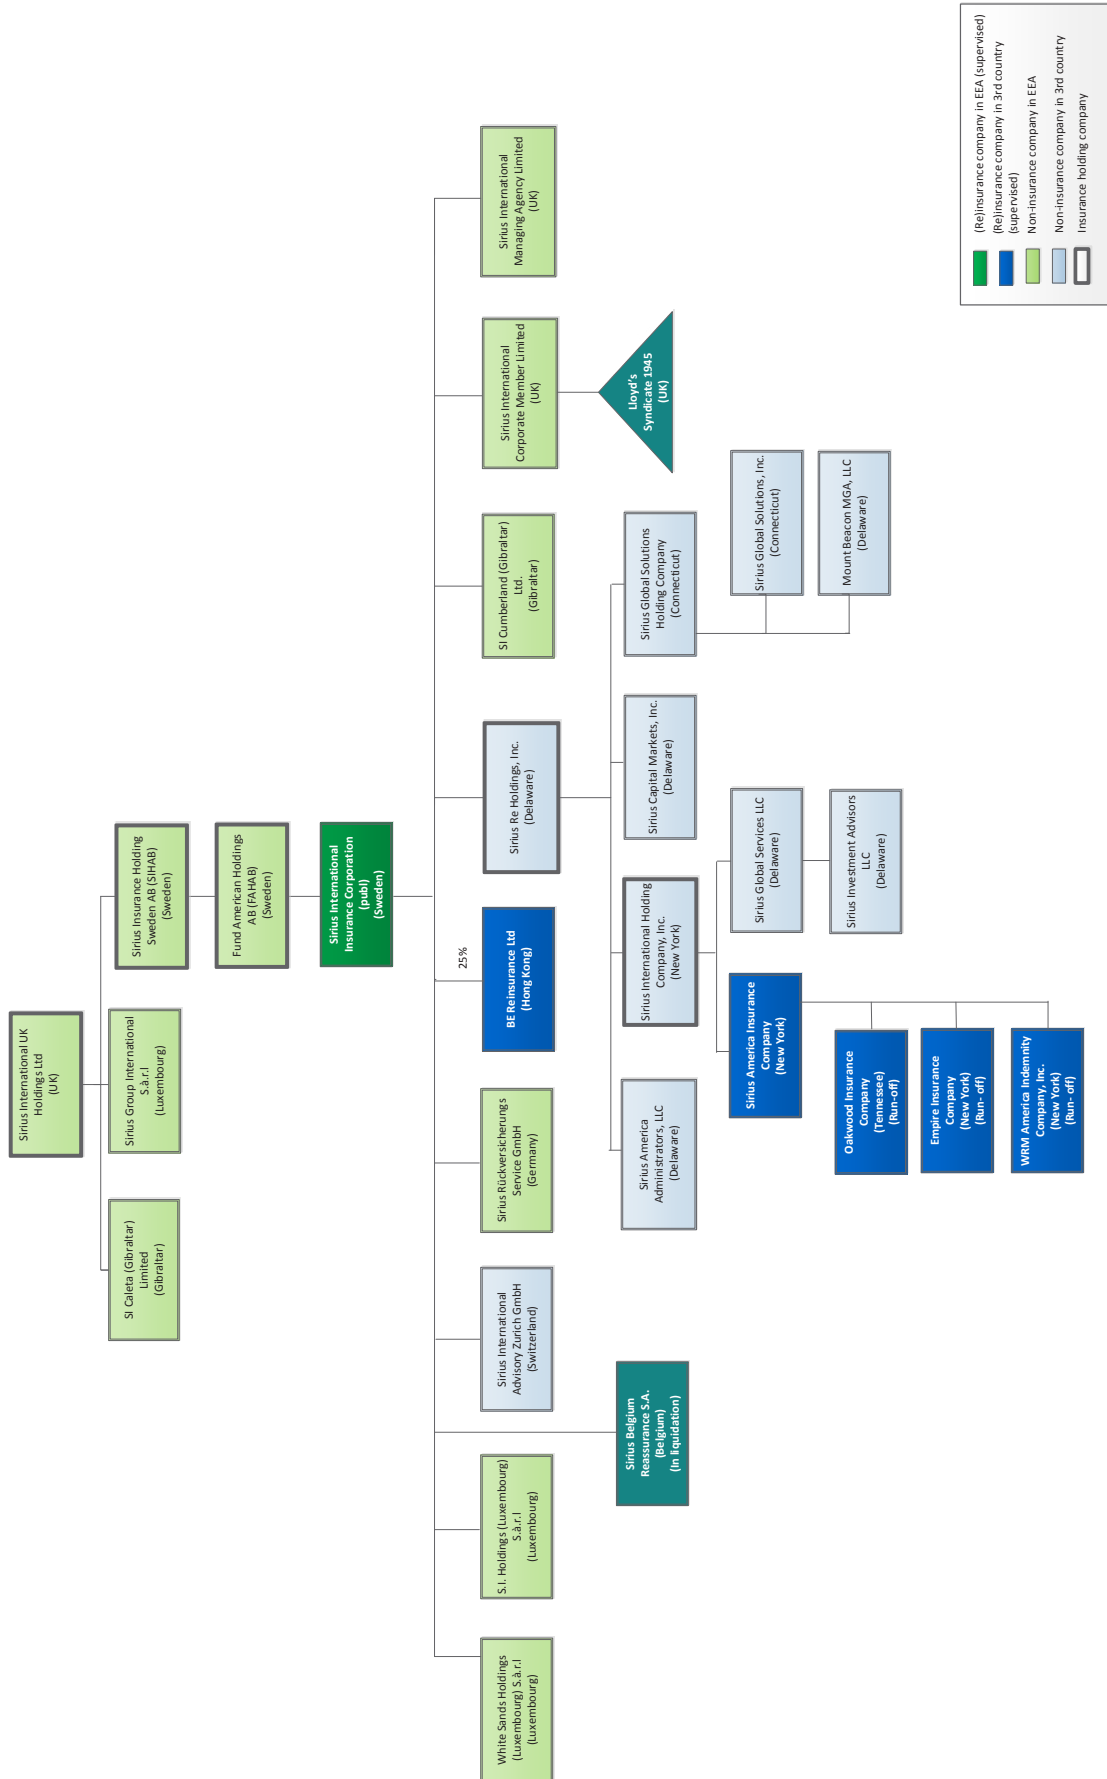 Sirius International UK
Holdings Ltd
(UK)
SI Caleta (Gibraltar)
Limited
(Gibraltar)
Sirius Group International
S.à.r.l
(Luxembourg)
Sirius Insurance Holding
Sweden AB (SIHAB)
(Sweden)
Fund American Holdings
AB (FAHAB)
(Sweden)
Sirius International
Insurance Corporation
(publ)
(Sweden)
25%
White Sands Holdings
(Luxembourg) S.à.r.l
(Luxembourg)
S.I. Holdings (Luxembourg)
S.à.r.l
(Luxembourg)
Sirius International
Advisory Zurich GmbH
(Switzerland)
Sirius Rückversicherungs
Service GmbH
(Germany)
BE Reinsurance Ltd
(Hong Kong)
Sirius Re Holdings, Inc.
(Delaware)
SI Cumberland (Gibraltar)
Ltd.
(Gibraltar)
Sirius International
Corporate Member Limited
(UK)
Sirius International
Managing Agency Limited
(UK)
Sirius Belgium
Reassurance S.A.
(Belgium)
(In liquidation)
Sirius America
Administrators, LLC
(Delaware)
Sirius International Holding
Company, Inc.
(New York)
Sirius Capital Markets, Inc.
(Delaware)
Sirius Global Solutions
Holding Company
(Connecticut)
Lloyd's
Syndicate 1945
(UK)
Sirius America Insurance
Company
(New York)
Sirius Global Services LLC
(Delaware)
Sirius Global Solutions, Inc.
(Connecticut)
Oakwood Insurance
Company
(Tennessee)
(Run-off)
Sirius Investment Advisors
LLC
(Delaware)
Mount Beacon MGA, LLC
(Delaware)
Empire Insurance
Company
(New York)
(Run- off)
WRM America Indemnity
Company, Inc.
(New York)
(Run- off)
(Re)insurance company in EEA (supervised)
(Re)insurance company in 3rd country
(supervised)
Non-insurance company in EEA
Non-insurance company in 3rd country
Insurance holding company